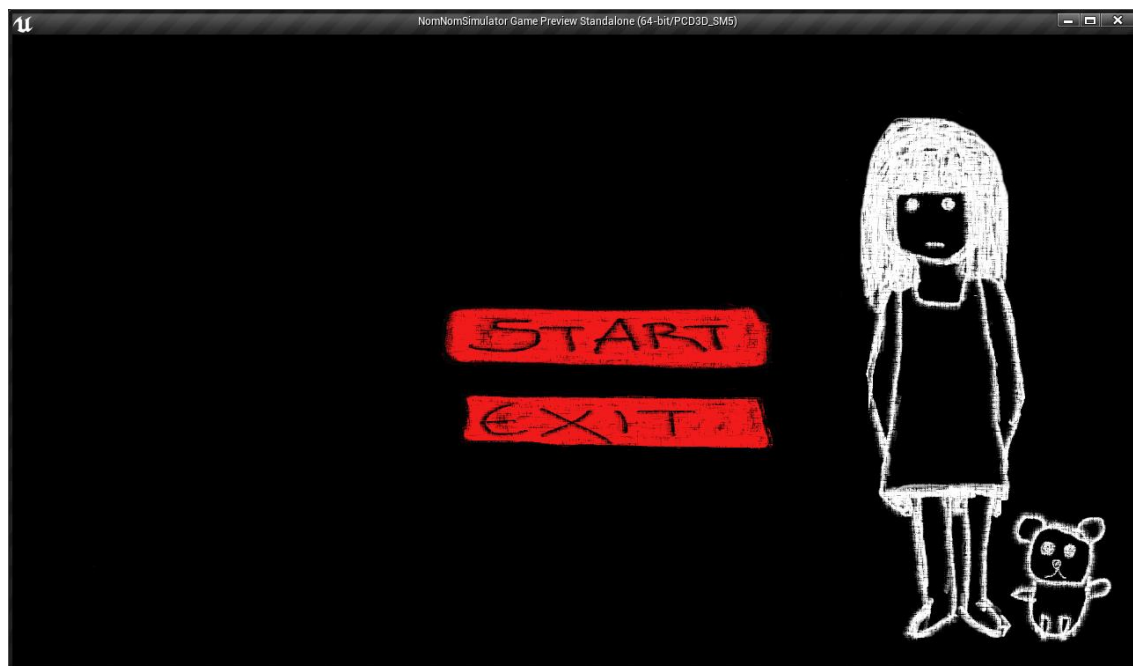 NomNomSimulator Game Preview Standalone (64-bit/PCD3D_SM5)
START
EXIT